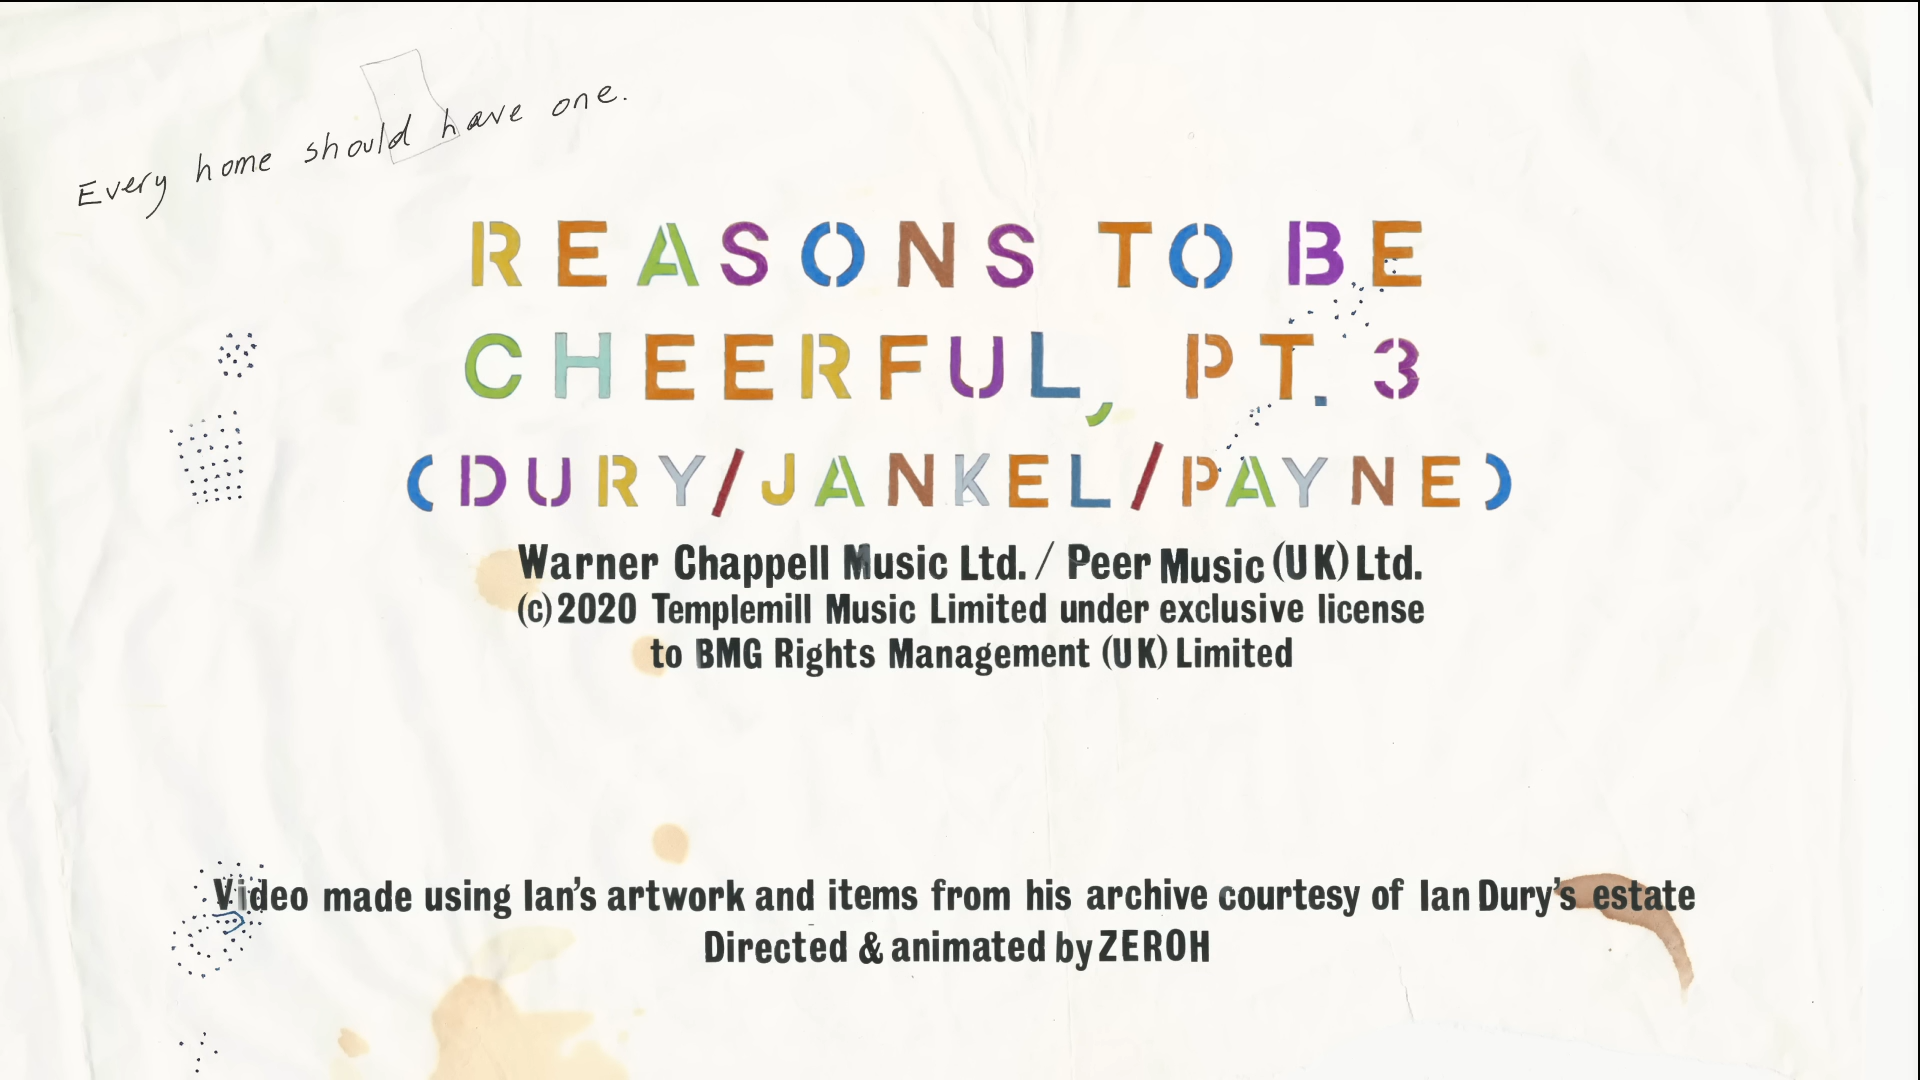 Every home should have one.
REASONS TO BE
CHEERFUL, PT. 3
(DURY/JANKEL/PAYNE)
Warner Chappell Music Ltd. / Peer Music (UK) Ltd.
(c) 2020 Templemill Music Limited under exclusive license
to BMG Rights Management (UK) Limited
Video made using Ian's artwork and items from his archive courtesy of Ian Dury's estate
Directed & animated by ZEROH